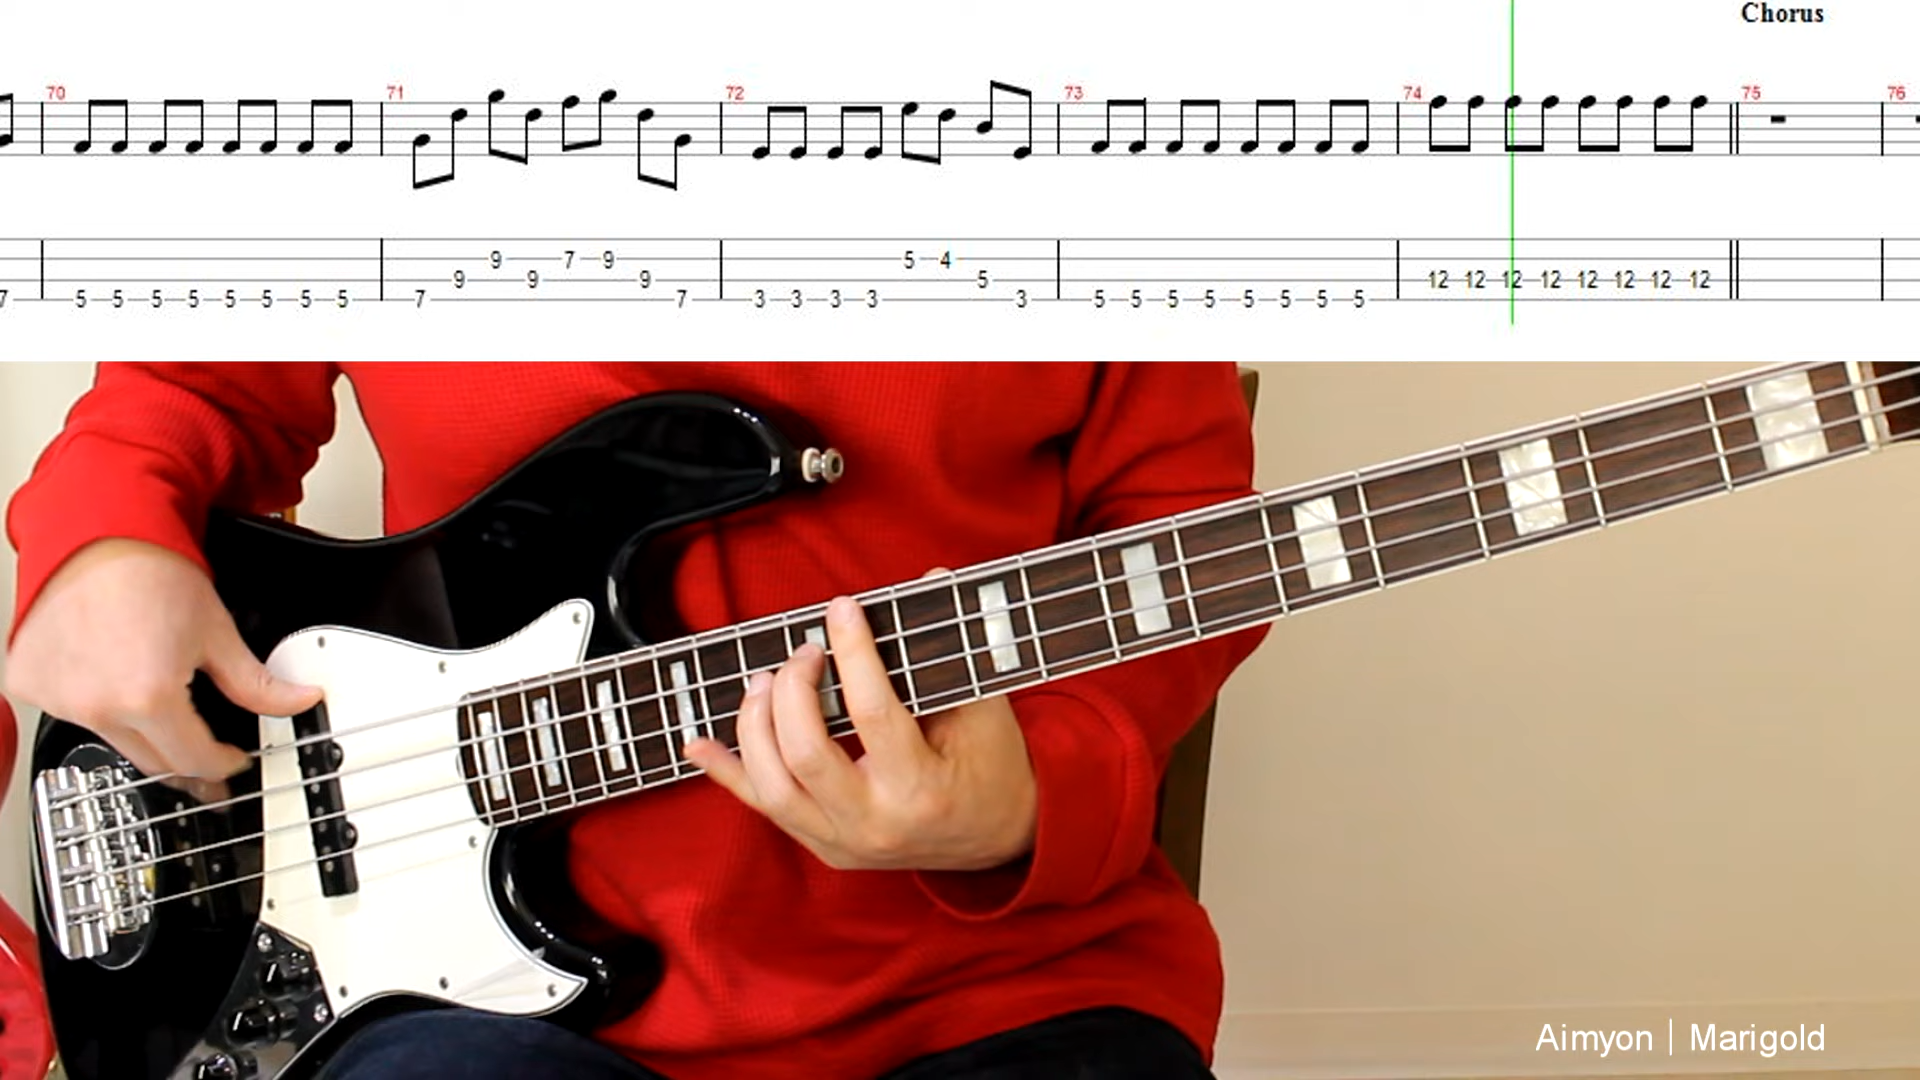 Chorus
70 71 72 73 74 75 76
9 9 7 9 5 4
9 9 5 12 12 12 12 12 12 12 12
7 5 5 5 5 5 5 5 5 7 7 3 3 3 3 3 5 5 5 5 5 5 5 5
Aimyon | Marigold